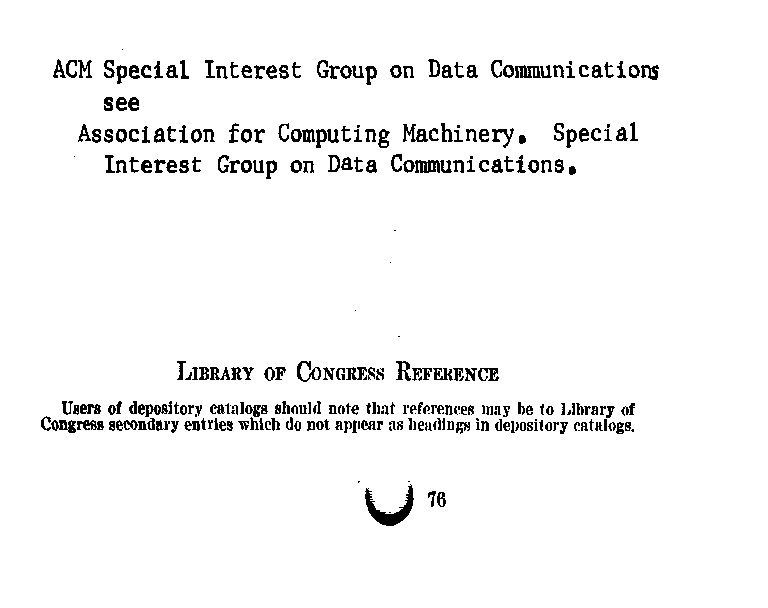 ACM Special Interest Group on Data Communications
see
Association for Computing Machinery. Special
Interest Group on Data Communications.
LIBRARY OF CONGRESS REFERENCE
Users of depository catalogs should note that references may be to Library of
Congress secondary entries which do not appear as headings in depository catalogs.
76